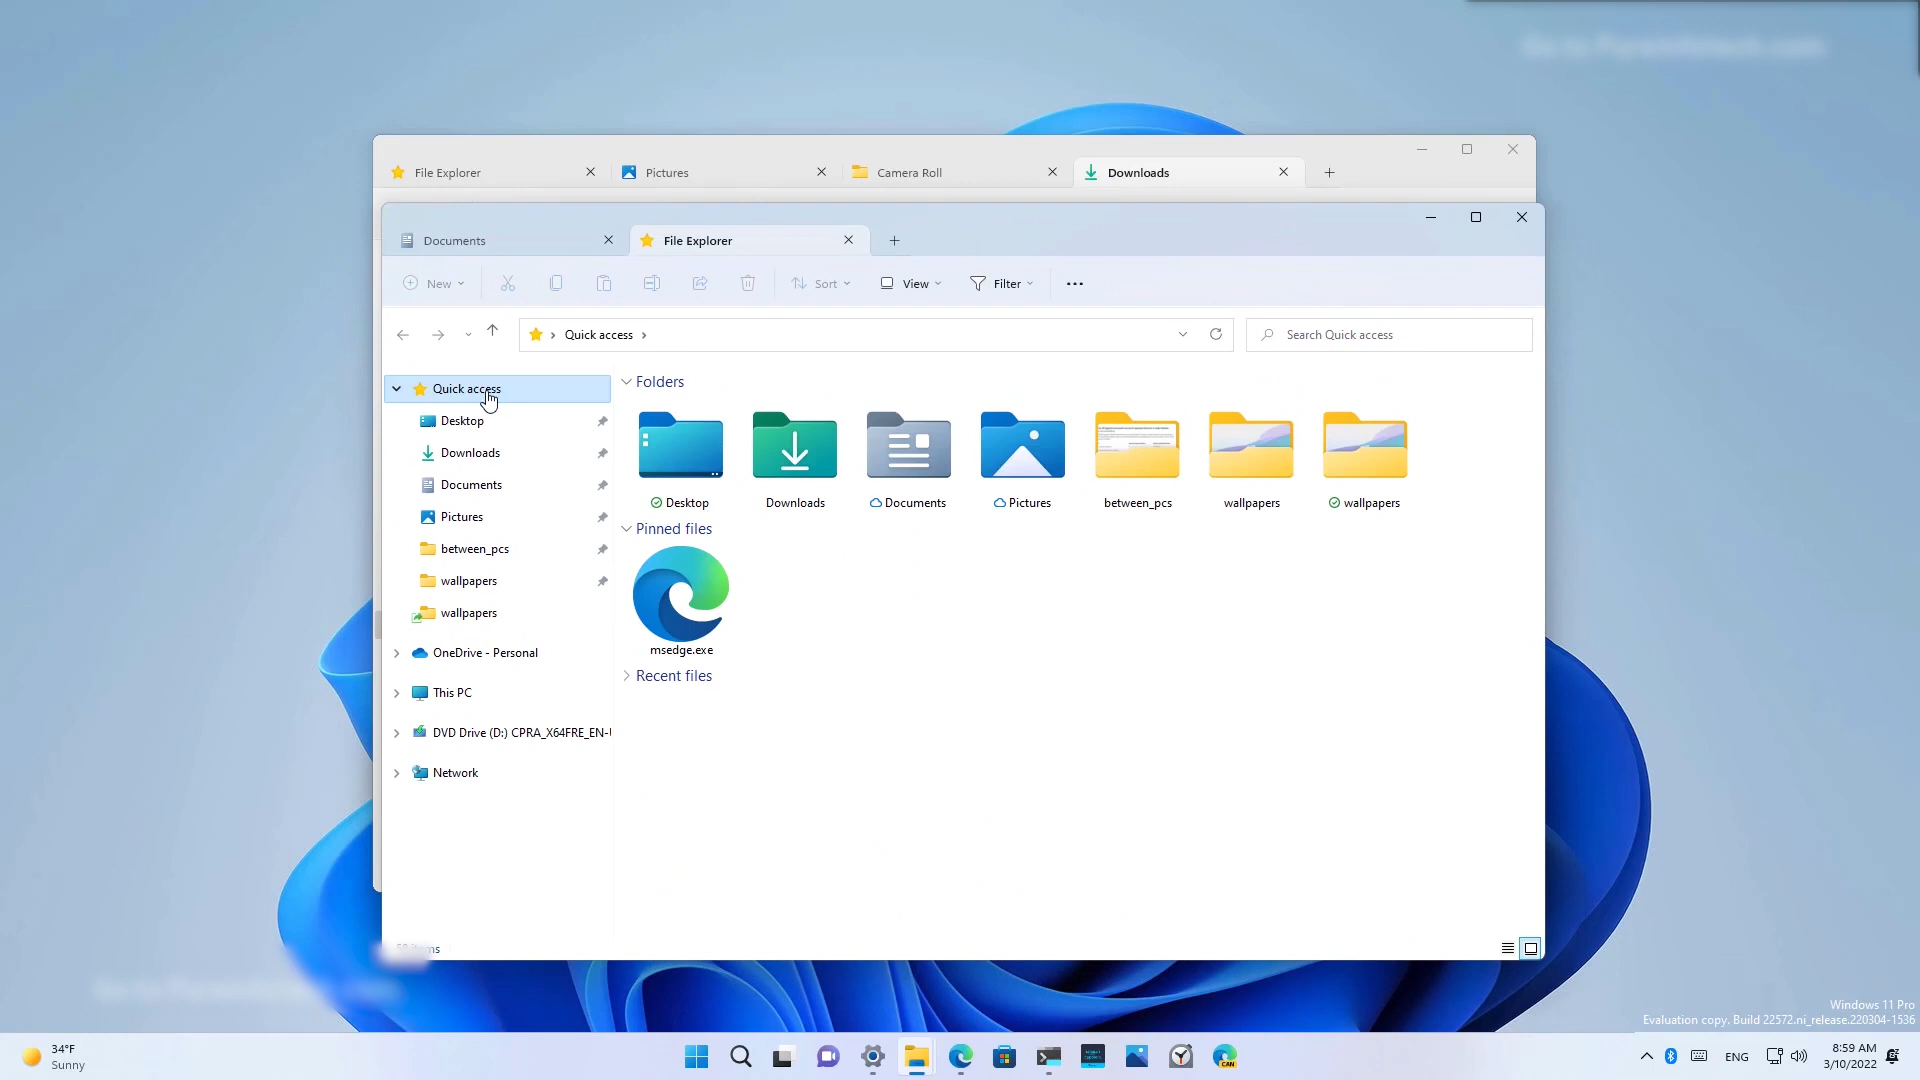 File Explorer
Pictures
Camera Roll
Downloads
Documents
File Explorer
New
Sort
View
Filter
Quick access
Search Quick access
Quick access
Desktop
Downloads
Documents
Pictures
between_pcs
wallpapers
wallpapers
OneDrive - Personal
This PC
DVD Drive (D:) CPRA_X64FRE_EN-U
Network
Folders
Desktop
Downloads
Documents
Pictures
between_pcs
wallpapers
wallpapers
Pinned files
msedge.exe
Recent files
Windows 11 Pro
Evaluation copy. Build 22572.ni_release.220304-1536
34°F
Sunny
CAN
ENG
8:59 AM
3/10/2022